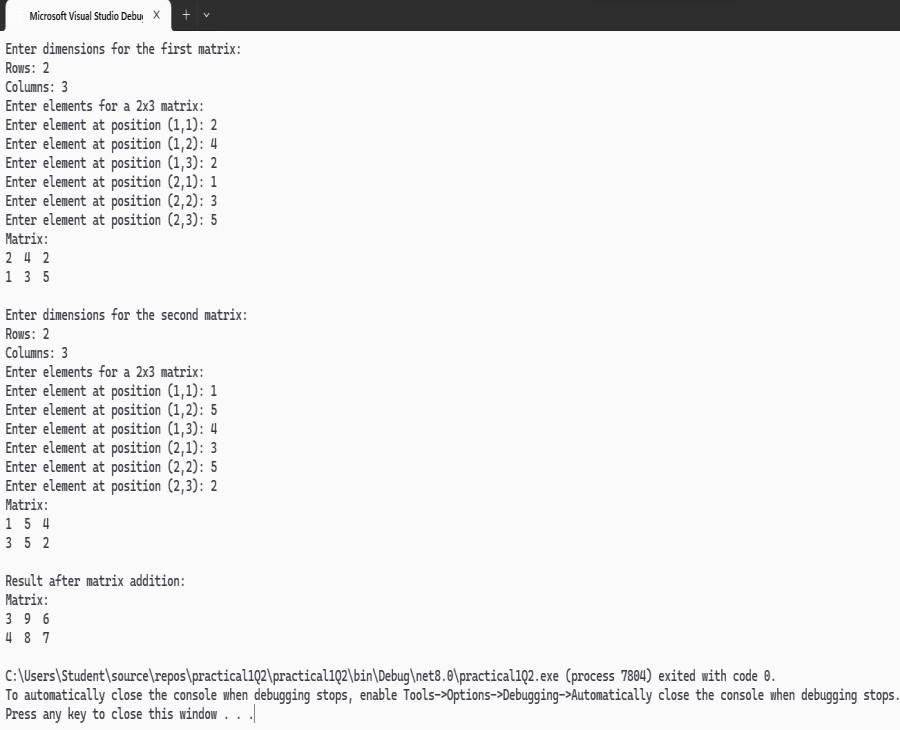 Microsoft Visual Studio Debu
Enter dimensions for the first matrix:
Rows: 2
Columns: 3
Enter elements for a 2x3 matrix:
Enter element at position (1,1): 2
Enter element at position (1,2): 4
Enter element at position (1,3): 2
Enter element at position (2,1): 1
Enter element at position (2,2): 3
Enter element at position (2,3): 5
Matrix:
2 4 2
1 3 5
Enter dimensions for the second matrix:
Rows: 2
Columns: 3
Enter elements for a 2x3 matrix:
Enter element at position (1,1): 1
Enter element at position (1,2): 5
Enter element at position (1,3): 4
Enter element at position (2,1): 3
Enter element at position (2,2): 5
Enter element at position (2,3): 2
Matrix:
1 5 4
3 5 2
Result after matrix addition:
Matrix:
3 9 6
4 8 7
C:\Users\Student\source\repos\practical1Q2\practical1Q2\bin\Debug\net8.0\practical1Q2.exe (process 7804) exited with code 0.
To automatically close the console when debugging stops, enable Tools->Options->Debugging->Automatically close the console when debugging stops.
Press any key to close this window . . .